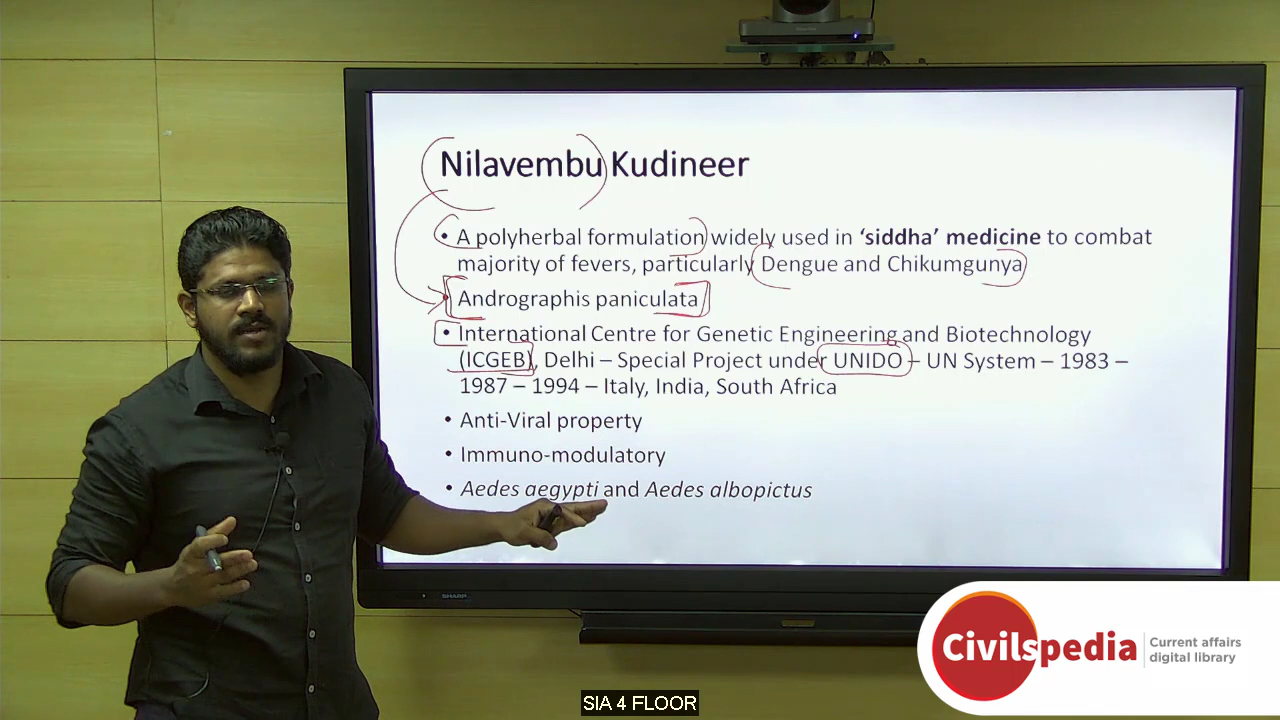 Nilavembu Kudineer
• A polyherbal formulation widely used in ‘siddha’ medicine to combat
majority of fevers, particularly Dengue and Chikumgunya
Andrographis paniculata
• International Centre for Genetic Engineering and Biotechnology
(ICGEB), Delhi – Special Project under UNIDO – UN System – 1983 –
1987 – 1994 – Italy, India, South Africa
• Anti-Viral property
• Immuno-modulatory
• Aedes aegypti and Aedes albopictus
SHARP
Civilspedia
Current affairs
digital library
SIA 4 FLOOR